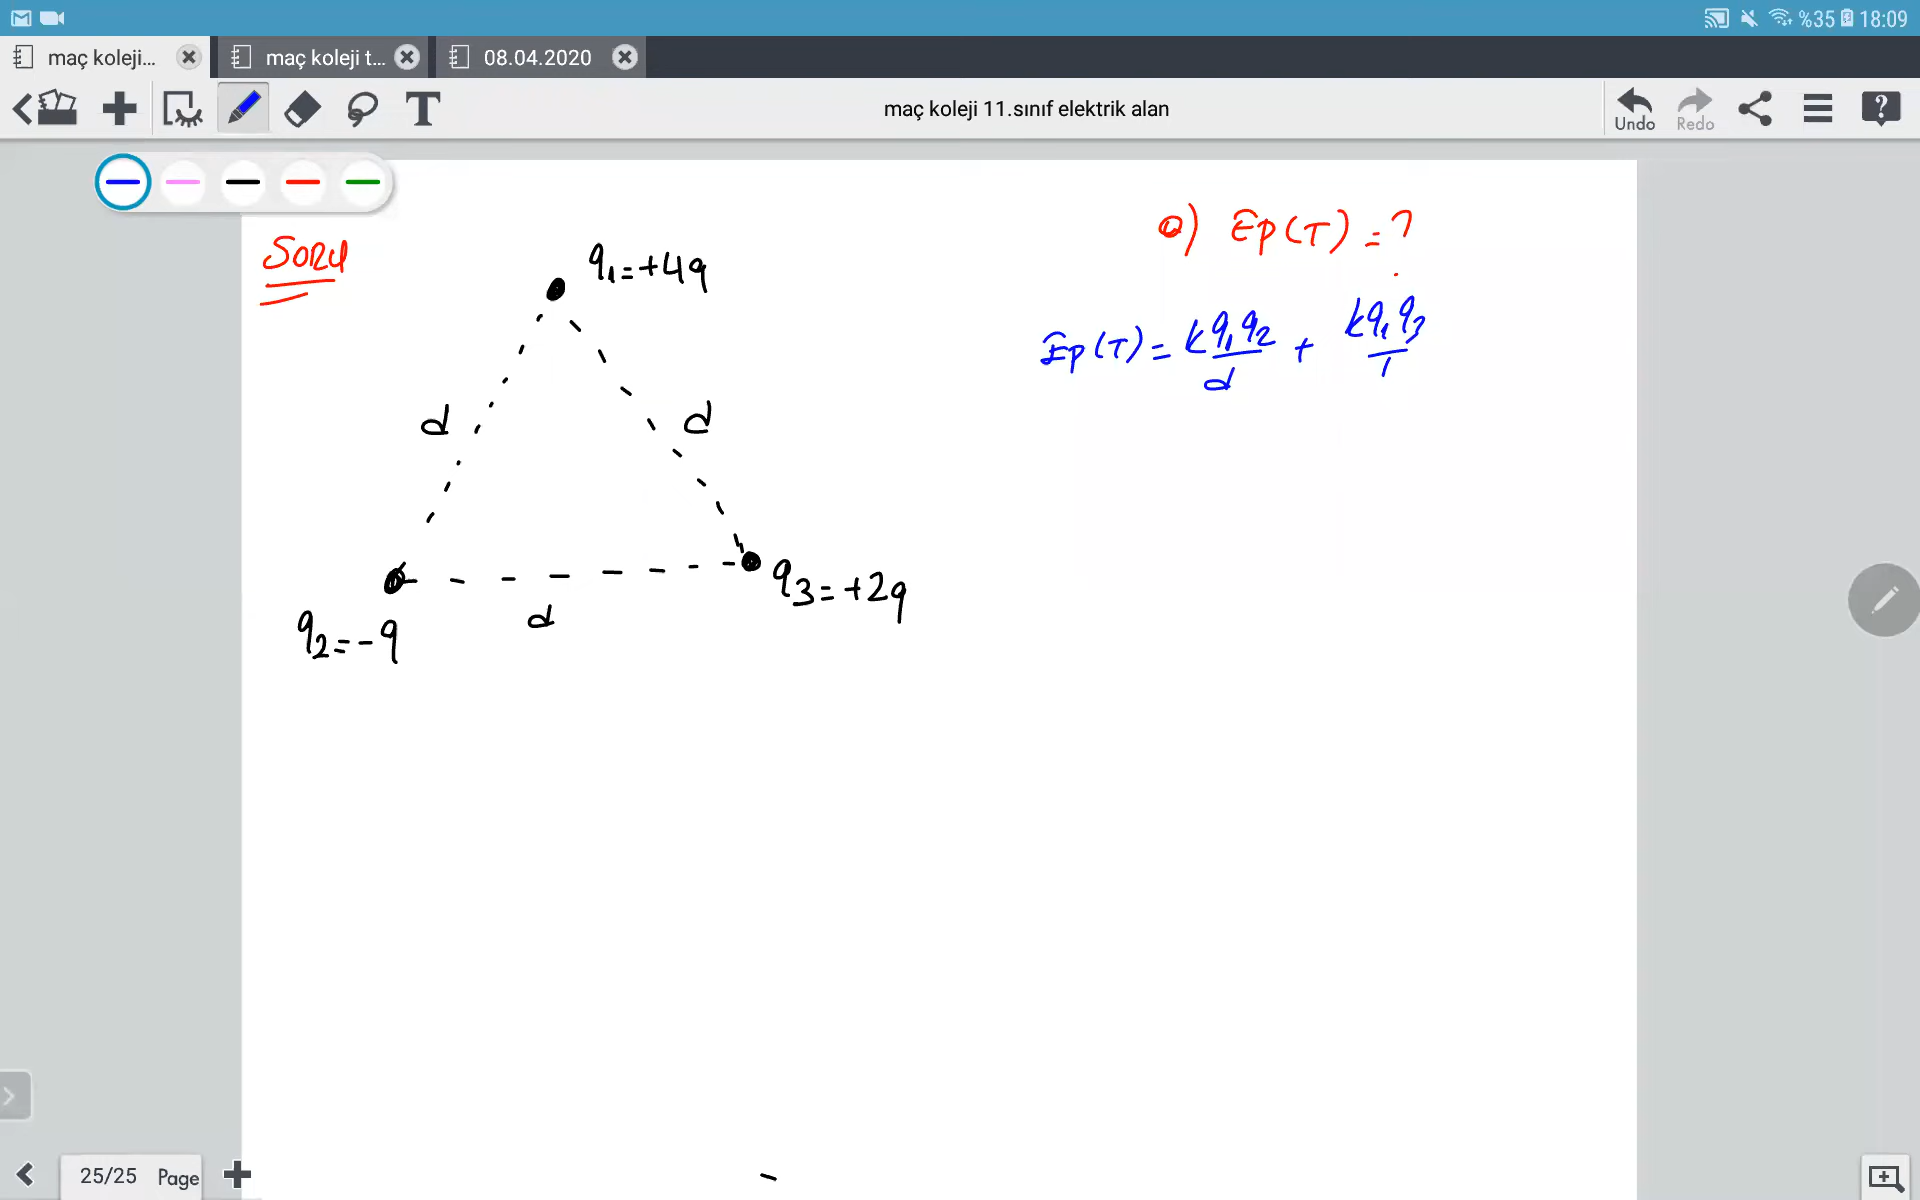 %35 18:09
maç koleji...
maç koleji t...
08.04.2020
T
maç koleji 11.sınıf elektrik alan
Undo
Redo
SORU
q1=+4q
a) Ep(T)=?
Ep(T)= kq1q2/d + kq1q3/
d
d
d
q3=+2q
q2=-q
25/25 Page